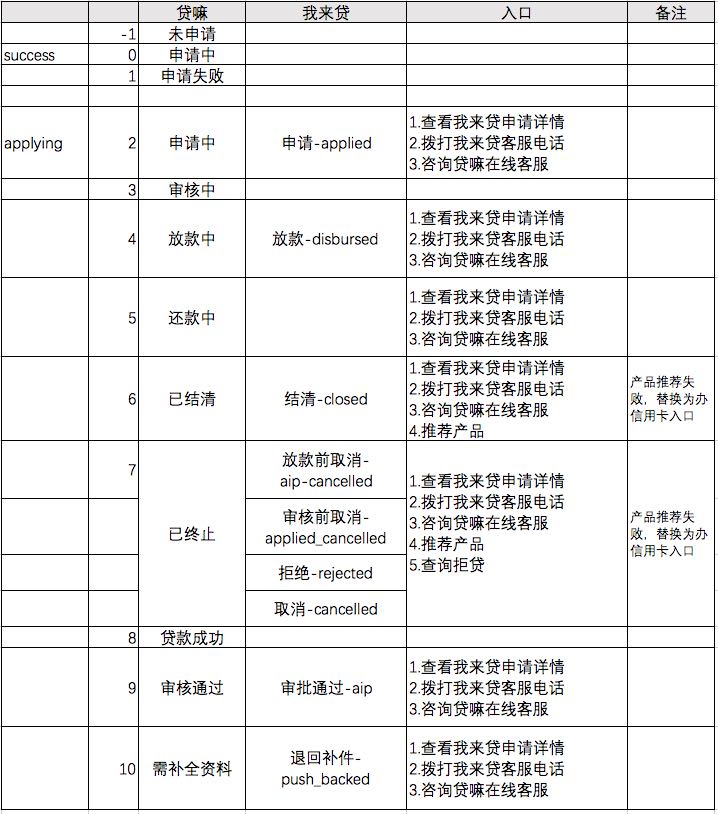 贷嘛 我来贷 入口 备注
-1 未申请
success 0 申请中
1 申请失败
applying 2 申请中 申请-applied
1.查看我来贷申请详情
2.拨打我来贷客服电话
3.咨询贷嘛在线客服
3 审核中
4 放款中 放款-disbursed
1.查看我来贷申请详情
2.拨打我来贷客服电话
3.咨询贷嘛在线客服
5 还款中
1.查看我来贷申请详情
2.拨打我来贷客服电话
3.咨询贷嘛在线客服
6 已结清 结清-closed
1.查看我来贷申请详情
2.拨打我来贷客服电话
3.咨询贷嘛在线客服
4.推荐产品
产品推荐失
败，替换为办
信用卡入口
7 已终止
放款前取消-
aip-cancelled
审核前取消-
applied_cancelled
拒绝-rejected
取消-cancelled
1.查看我来贷申请详情
2.拨打我来贷客服电话
3.咨询贷嘛在线客服
4.推荐产品
5.查询拒贷
产品推荐失
败，替换为办
信用卡入口
8 贷款成功
9 审核通过 审批通过-aip
1.查看我来贷申请详情
2.拨打我来贷客服电话
3.咨询贷嘛在线客服
10 需补全资料
退回补件-
push_backed
1.查看我来贷申请详情
2.拨打我来贷客服电话
3.咨询贷嘛在线客服